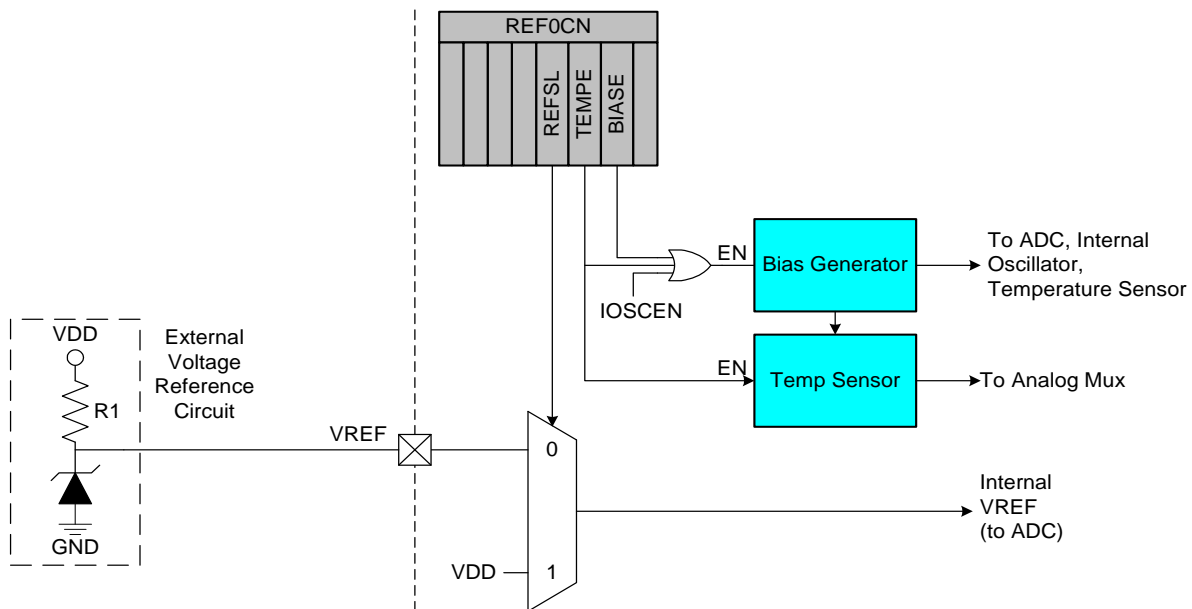 REF0CN
REFSL
TEMPE
BIASE
EN
Bias Generator
To ADC, Internal
Oscillator,
Temperature Sensor
IOSCEN
EN
Temp Sensor
To Analog Mux
VDD
R1
GND
External
Voltage
Reference
Circuit
VREF
0
1
VDD
Internal
VREF
(to ADC)